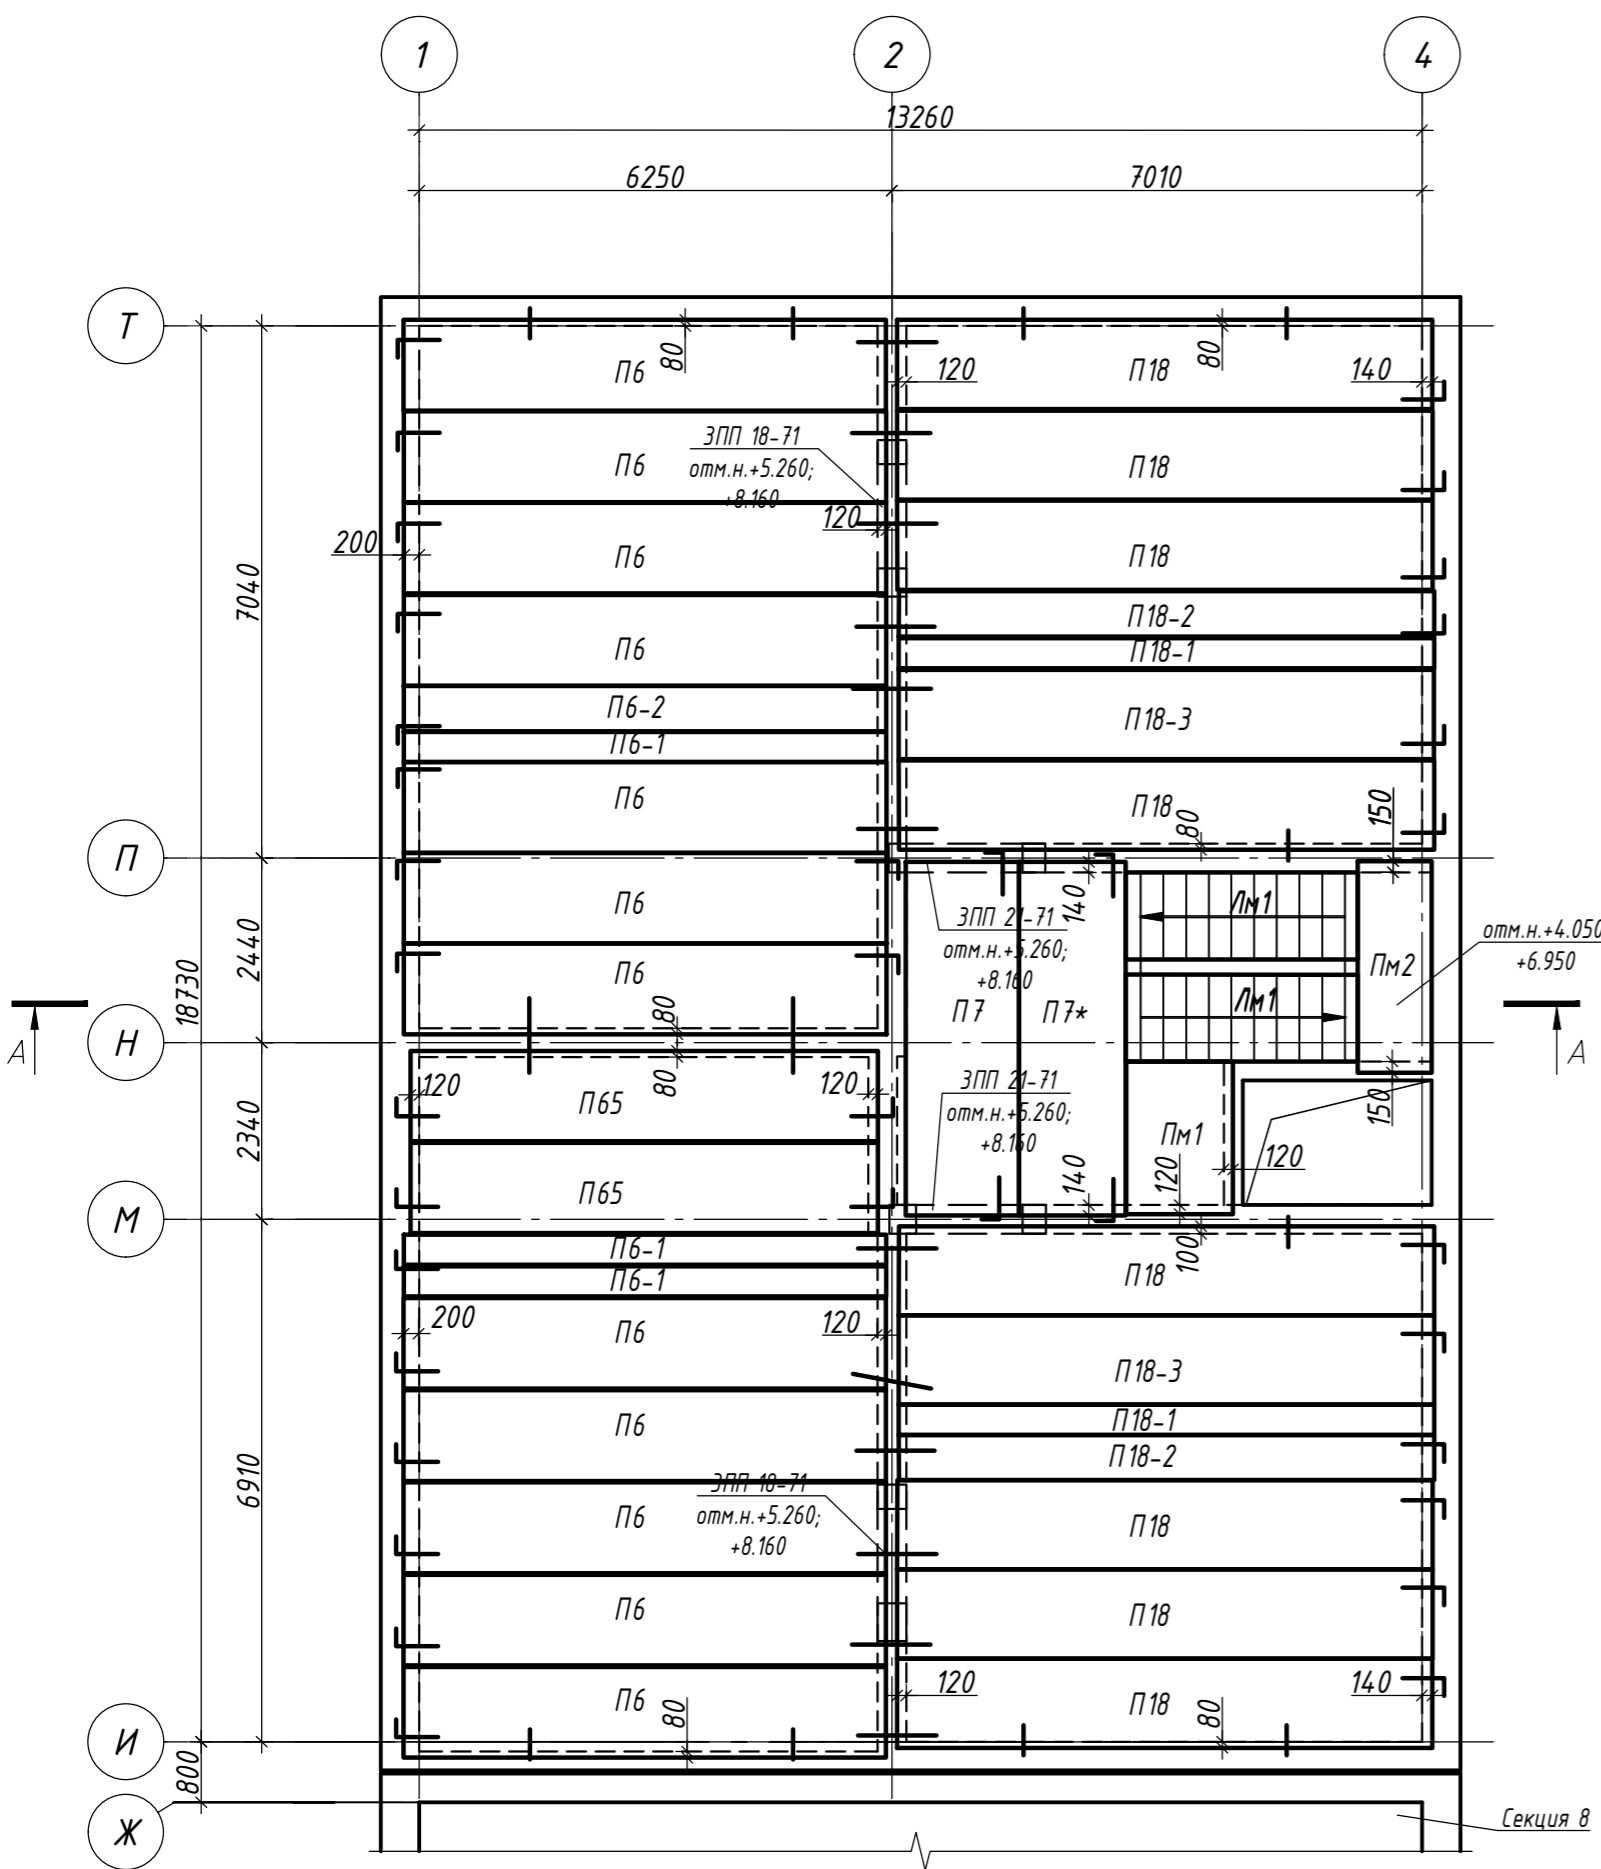 1
2
4
13260
6250
7010
Т
80
П6
120
П18
80
140
ЗПП 18-71
отм.н.+5.260;
+8.160
П6
П18
200
120
П6
П18
7040
П18-2
П6
П18-1
П6-2
П18-3
П6-1
П6
П18
80
150
П
140
Лм1
П6
ЗПП 21-71
отм.н.+5.260;
+8.160
отм.н.+4.050
+6.950
2440
18730
П6
Пм2
80
П7
П7*
Лм1
А
А
Н
80
120
120
П65
ЗПП 21-71
отм.н.+5.260;
+8.160
150
2340
Пм1
120
140
120
П65
М
П6-1
100
П18
П6-1
200
120
П6
П18-3
П6
П18-1
П18-2
6910
ЗПП 18-71
отм.н.+5.260;
+8.160
П6
П18
П6
П18
120
140
П6
80
П18
80
И
800
Ж
Секция 8